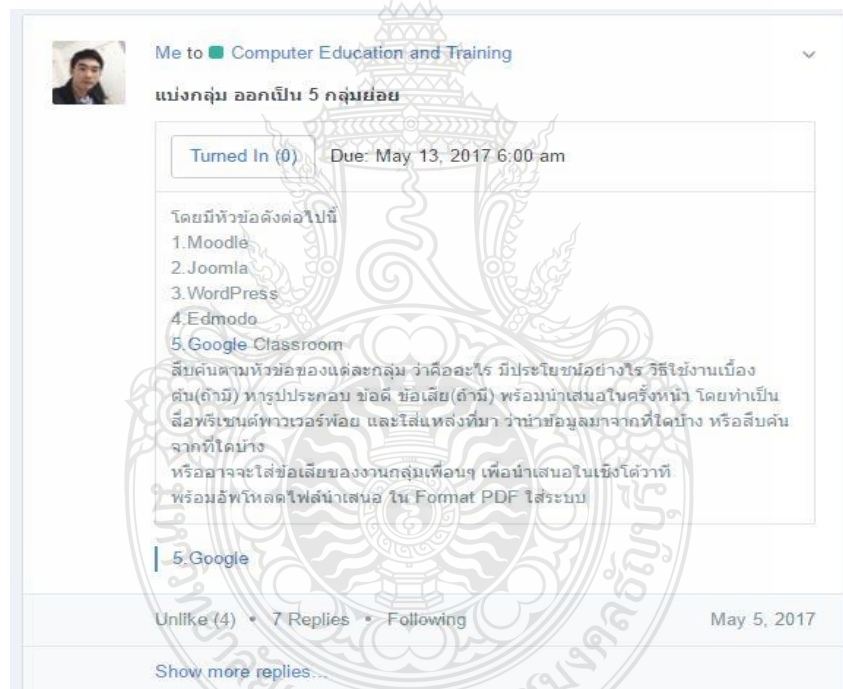 Me to Computer Education and Training
แบ่งกลุ่ม ออกเป็น 5 กลุ่มย่อย
Turned In (0) Due: May 13, 2017 6:00 am
โดยมีหัวข้อดังต่อไปนี้
1.Moodle
2.Joomla
3.WordPress
4.Edmodo
5.Google Classroom
สืบค้นตามหัวข้อของแต่ละกลุ่ม ว่าคืออะไร มีประโยชน์อย่างไร วิธีใช้งานเบื้อง
ต้น(ถ้ามี) หารูปประกอบ ข้อดี ข้อเสีย(ถ้ามี) พร้อมนำเสนอในครั้งหน้า โดยทำเป็น
สื่อพรีเซนต์พาวเวอร์พ้อย และใส่แหล่งที่มา ว่านำข้อมูลมาจากที่ใดบ้าง หรือสืบค้น
จากที่ใดบ้าง
หรืออาจจะใส่ข้อเสียของงานกลุ่มเพื่อนๆ เพื่อนำเสนอในเชิงโต้วาที
พร้อมอัพโหลดไฟล์นำเสนอ ใน Format PDF ใส่ระบบ
5.Google
Unlike (4) • 7 Replies • Following May 5, 2017
Show more replies...